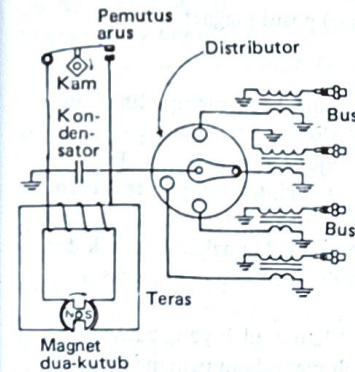 Pemutus
arus
Distributor
Kam
Kon-
den-
sator
Bus
Bus
Teras
N
S
Magnet
dua-kutub